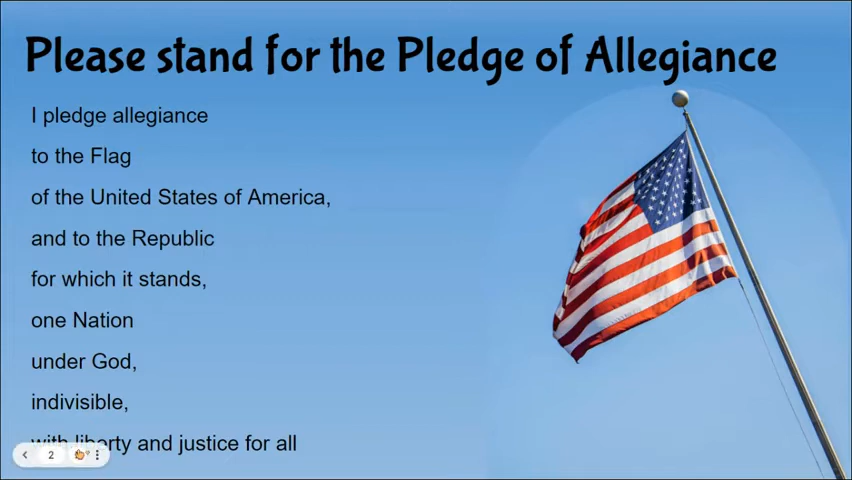 Please stand for the Pledge of Allegiance
I pledge allegiance
to the Flag
of the United States of America,
and to the Republic
for which it stands,
one Nation
under God,
indivisible,
with liberty and justice for all
2